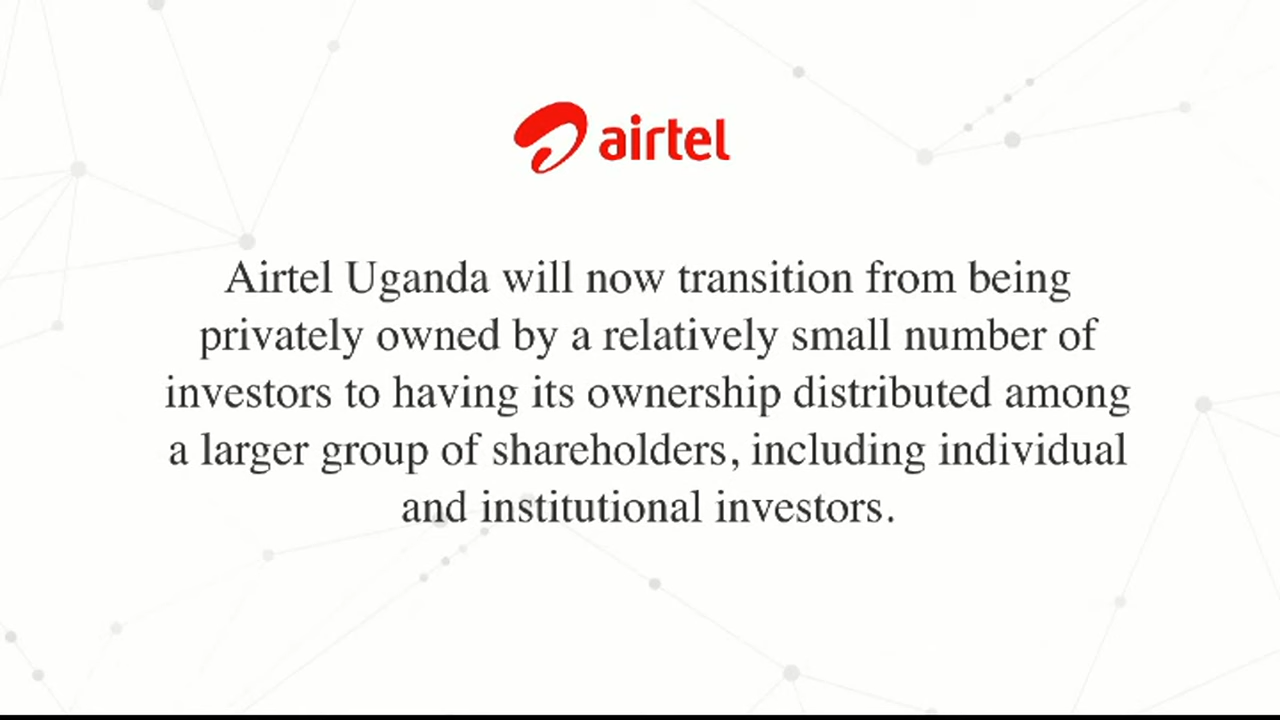 airtel
Airtel Uganda will now transition from being
privately owned by a relatively small number of
investors to having its ownership distributed among
a larger group of shareholders, including individual
and institutional investors.